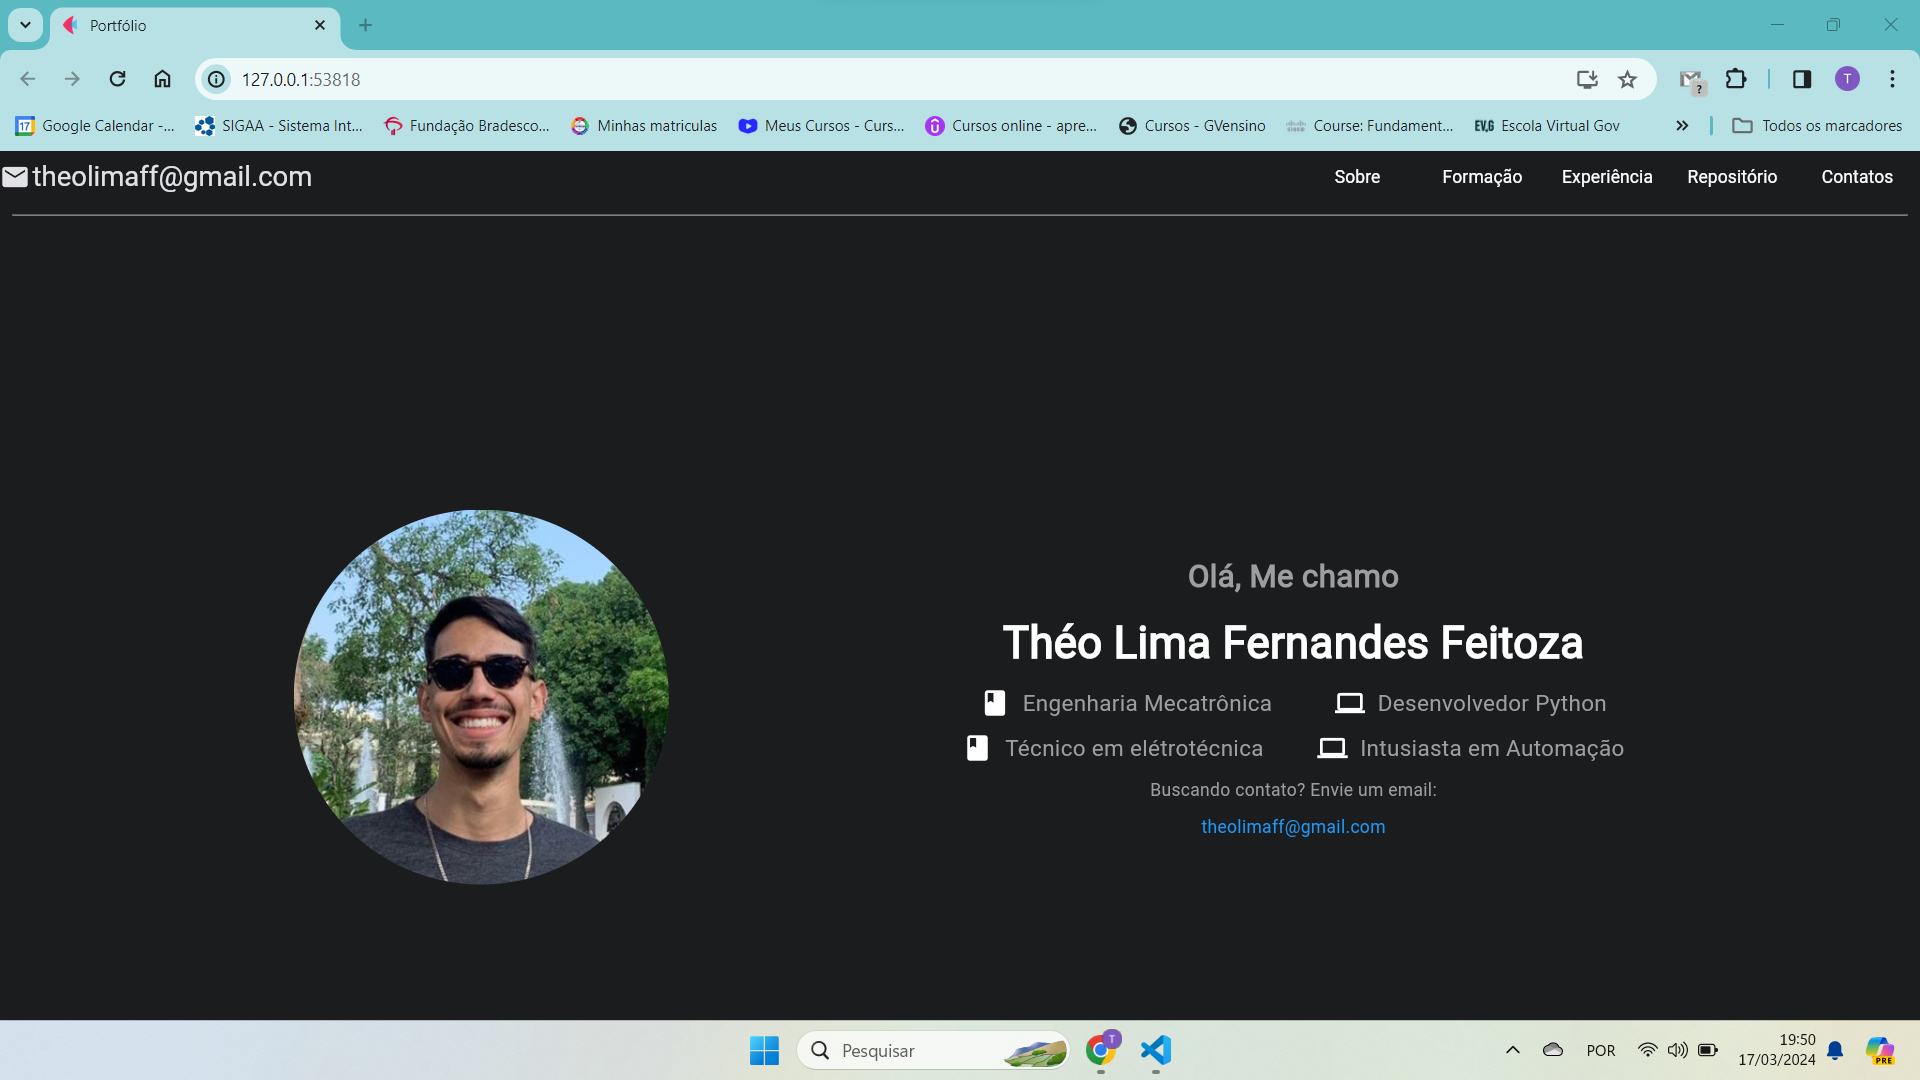 Portfólio
127.0.0.1:53818
?
T
17 Google Calendar -...
SIGAA - Sistema Int...
Fundação Bradesco...
Minhas matriculas
Meus Cursos - Curs...
Cursos online - apre...
Cursos - GVensino
Course: Fundament...
EV.G Escola Virtual Gov
Todos os marcadores
theolimaff@gmail.com
Sobre
Formação
Experiência
Repositório
Contatos
Olá, Me chamo
Théo Lima Fernandes Feitoza
Engenharia Mecatrônica
Desenvolvedor Python
Técnico em elétrotécnica
Intusiasta em Automação
Buscando contato? Envie um email:
theolimaff@gmail.com
Pesquisar
T
POR
19:50
17/03/2024
PRE